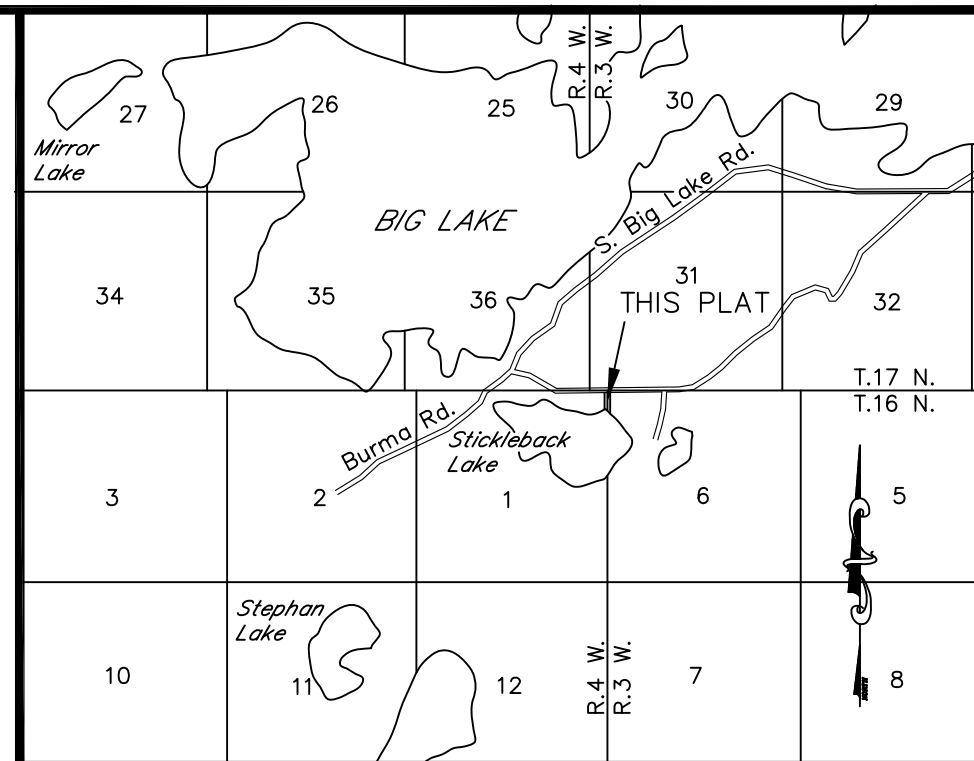 R.4 W.
R.3 W.
27
26
25
30
29
Mirror
Lake
S. Big Lake Rd.
BIG LAKE
34
35
36
31
32
THIS PLAT
T.17 N.
T.16 N.
Burma Rd.
Stickleback
Lake
3
2
1
6
5
Stephan
Lake
10
11
12
7
8
R.4 W.
R.3 W.